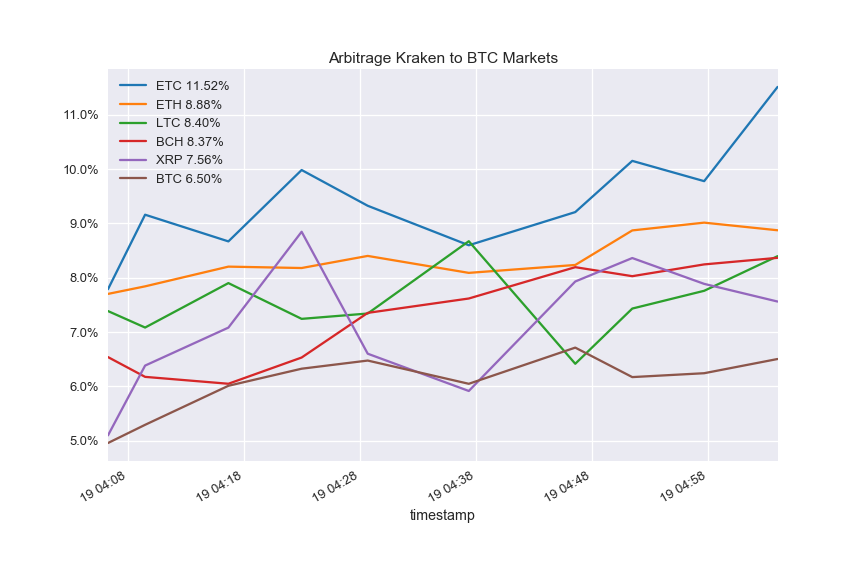 Arbitrage Kraken to BTC Markets
ETC 11.52%
ETH 8.88%
LTC 8.40%
BCH 8.37%
XRP 7.56%
BTC 6.50%
11.0%
10.0%
9.0%
8.0%
7.0%
6.0%
5.0%
19 04:08
19 04:18
19 04:28
19 04:38
19 04:48
19 04:58
timestamp